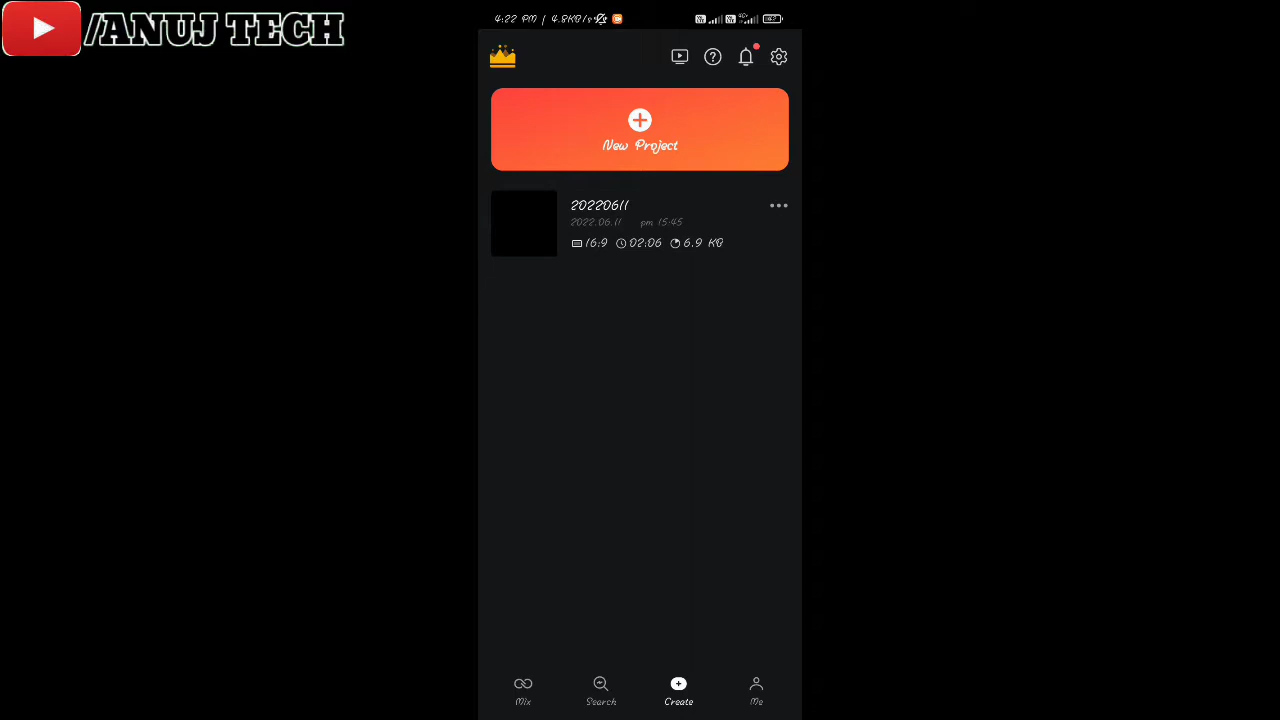 /ANUJ TECH
4:22 PM / 4.8KB/s
New Project
20220611
2022.06.11 pm 15:45
16:9 02:06 6.9 KB
Mix Search Create Me